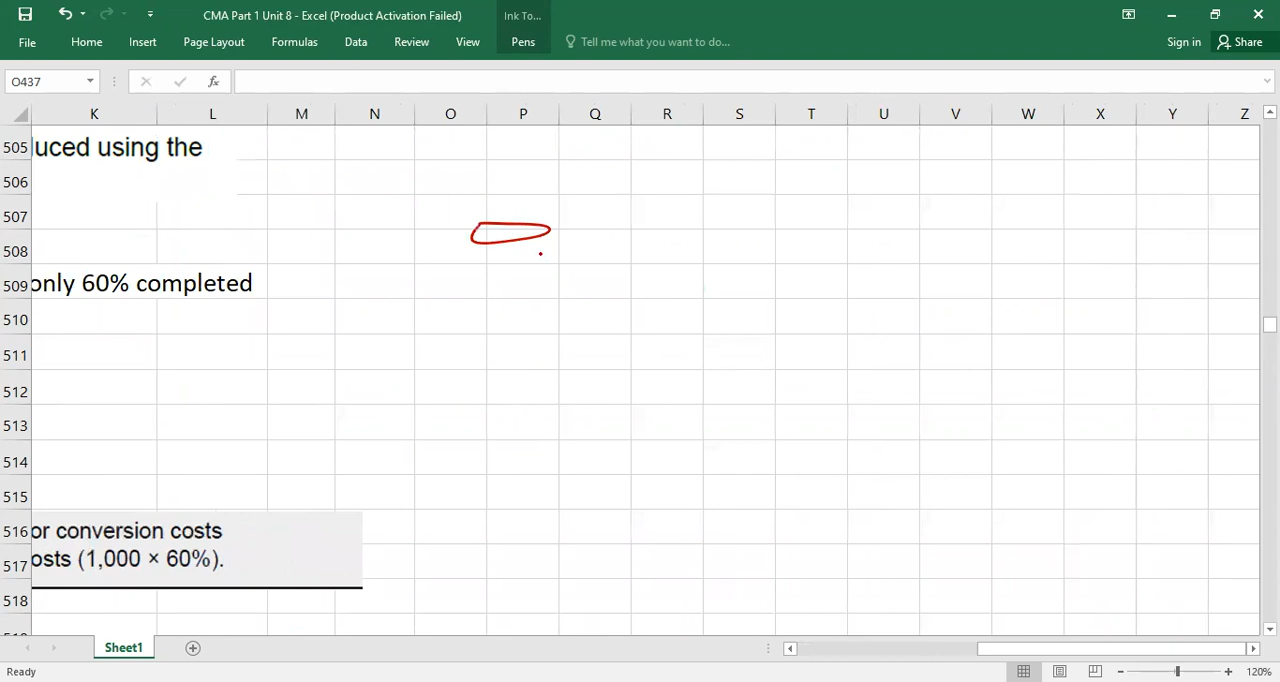 CMA Part 1 Unit 8 - Excel (Product Activation Failed)
Ink To...
File
Home
Insert
Page Layout
Formulas
Data
Review
View
Pens
Tell me what you want to do...
Sign in
Share
O437
fx
K L M N O P Q R S T U V W X Y Z
505
luced using the
506
507
508
509
only 60% completed
510
511
512
513
514
515
516
or conversion costs
517
osts (1,000 × 60%).
518
Sheet1
Ready
120%